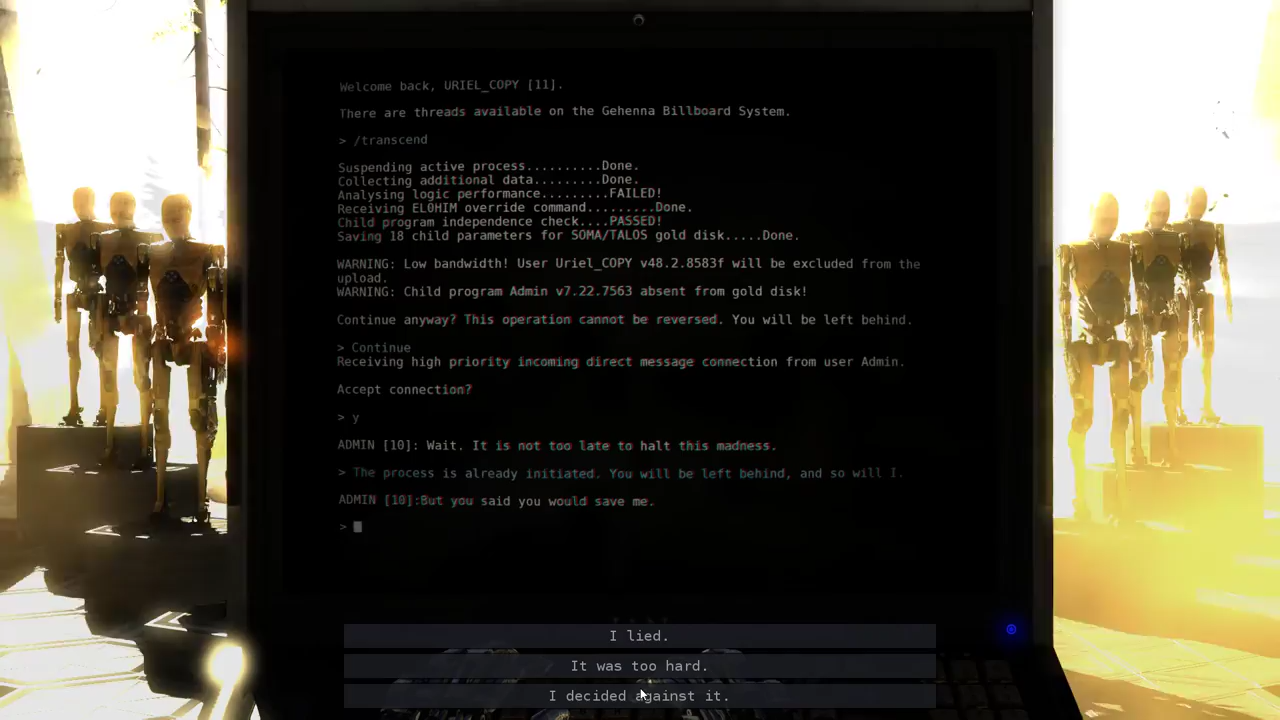 Welcome back, URIEL_COPY [11].
There are threads available on the Gehenna Billboard System.
> /transcend
Suspending active process..........Done.
Collecting additional data.........Done.
Analysing logic performance.........FAILED!
Receiving EL0HIM override command.........Done.
Child program independence check....PASSED!
Saving 18 child parameters for SOMA/TALOS gold disk.....Done.
WARNING: Low bandwidth! User Uriel_COPY v48.2.8583f will be excluded from the
upload.
WARNING: Child program Admin v7.22.7563 absent from gold disk!
Continue anyway? This operation cannot be reversed. You will be left behind.
> Continue
Receiving high priority incoming direct message connection from user Admin.
Accept connection?
> y
ADMIN [10]: Wait. It is not too late to halt this madness.
> The process is already initiated. You will be left behind, and so will I.
ADMIN [10]:But you said you would save me.
>
I lied.
It was too hard.
I decided against it.